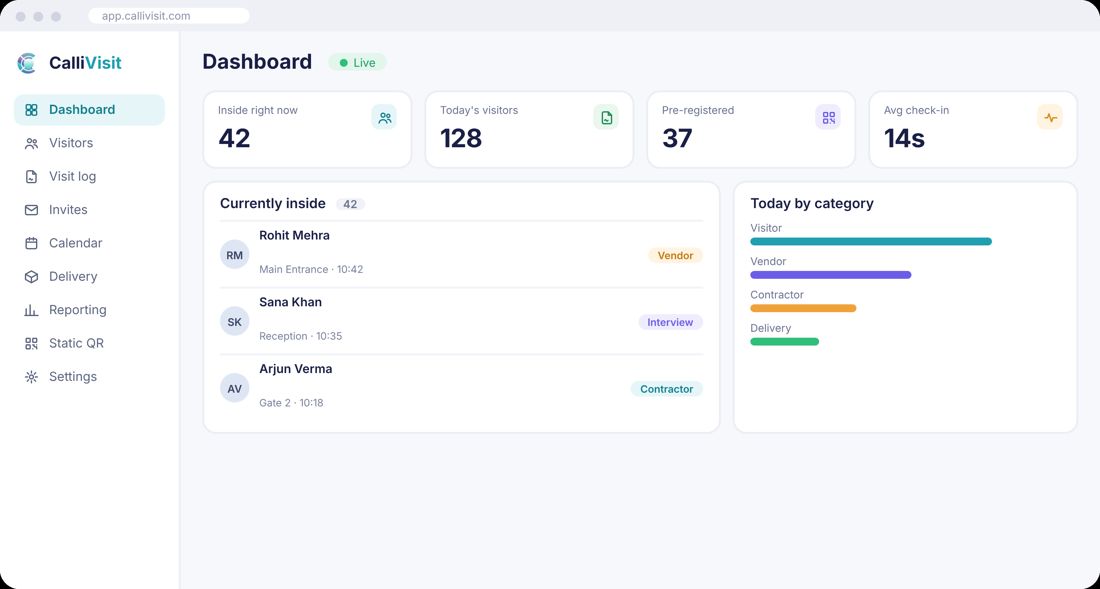 app.callivisit.com
CalliVisit
Dashboard
Visitors
Visit log
Invites
Calendar
Delivery
Reporting
Static QR
Settings
Dashboard
Live
Inside right now
42
Today's visitors
128
Pre-registered
37
Avg check-in
14s
Currently inside 42
RM
Rohit Mehra
Main Entrance · 10:42
Vendor
SK
Sana Khan
Reception · 10:35
Interview
AV
Arjun Verma
Gate 2 · 10:18
Contractor
Today by category
Visitor
Vendor
Contractor
Delivery